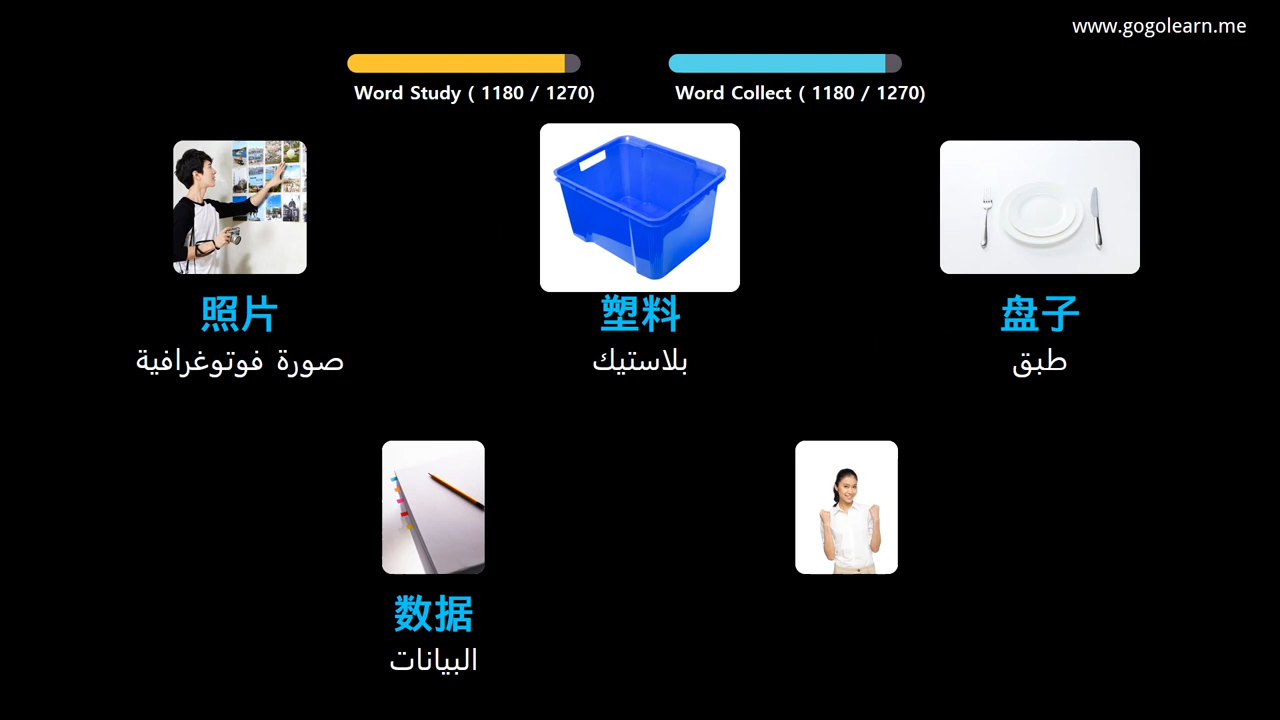 www.gogolearn.me
Word Study ( 1180 / 1270)
Word Collect ( 1180 / 1270)
照片
صورة فوتوغرافية
塑料
بلاستيك
盘子
طبق
数据
البيانات